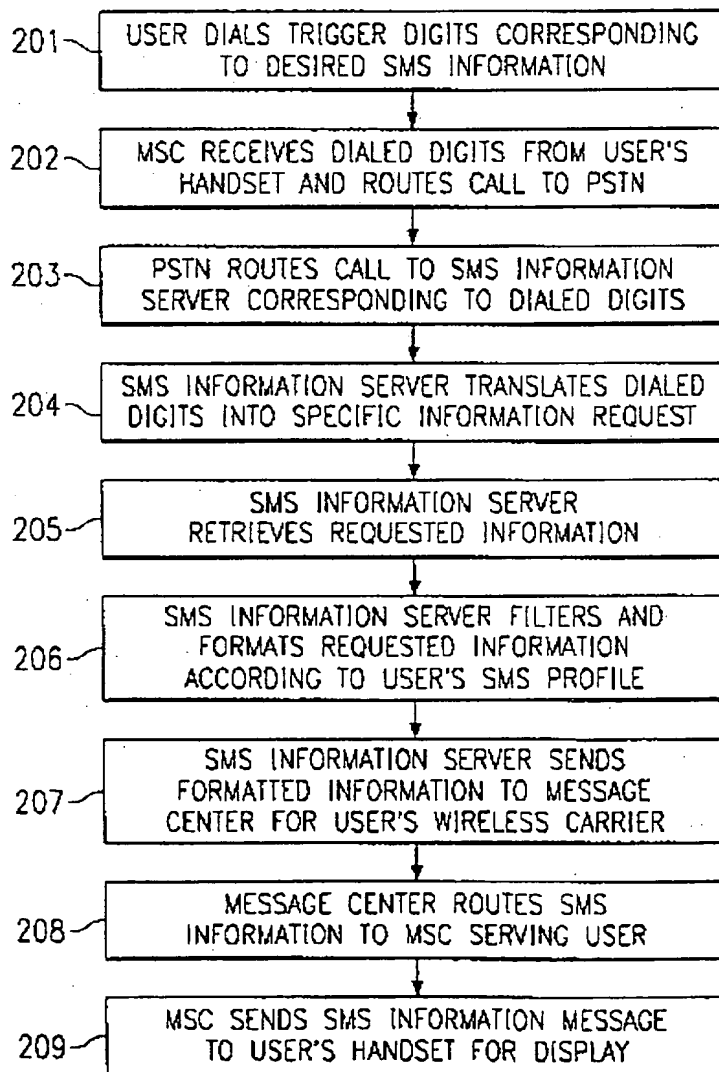 201
USER DIALS TRIGGER DIGITS CORRESPONDING
TO DESIRED SMS INFORMATION
202
MSC RECEIVES DIALED DIGITS FROM USER'S
HANDSET AND ROUTES CALL TO PSTN
203
PSTN ROUTES CALL TO SMS INFORMATION
SERVER CORRESPONDING TO DIALED DIGITS
204
SMS INFORMATION SERVER TRANSLATES DIALED
DIGITS INTO SPECIFIC INFORMATION REQUEST
205
SMS INFORMATION SERVER
RETRIEVES REQUESTED INFORMATION
206
SMS INFORMATION SERVER FILTERS AND
FORMATS REQUESTED INFORMATION
ACCORDING TO USER'S SMS PROFILE
207
SMS INFORMATION SERVER SENDS
FORMATTED INFORMATION TO MESSAGE
CENTER FOR USER'S WIRELESS CARRIER
208
MESSAGE CENTER ROUTES SMS
INFORMATION TO MSC SERVING USER
209
MSC SENDS SMS INFORMATION MESSAGE
TO USER'S HANDSET FOR DISPLAY